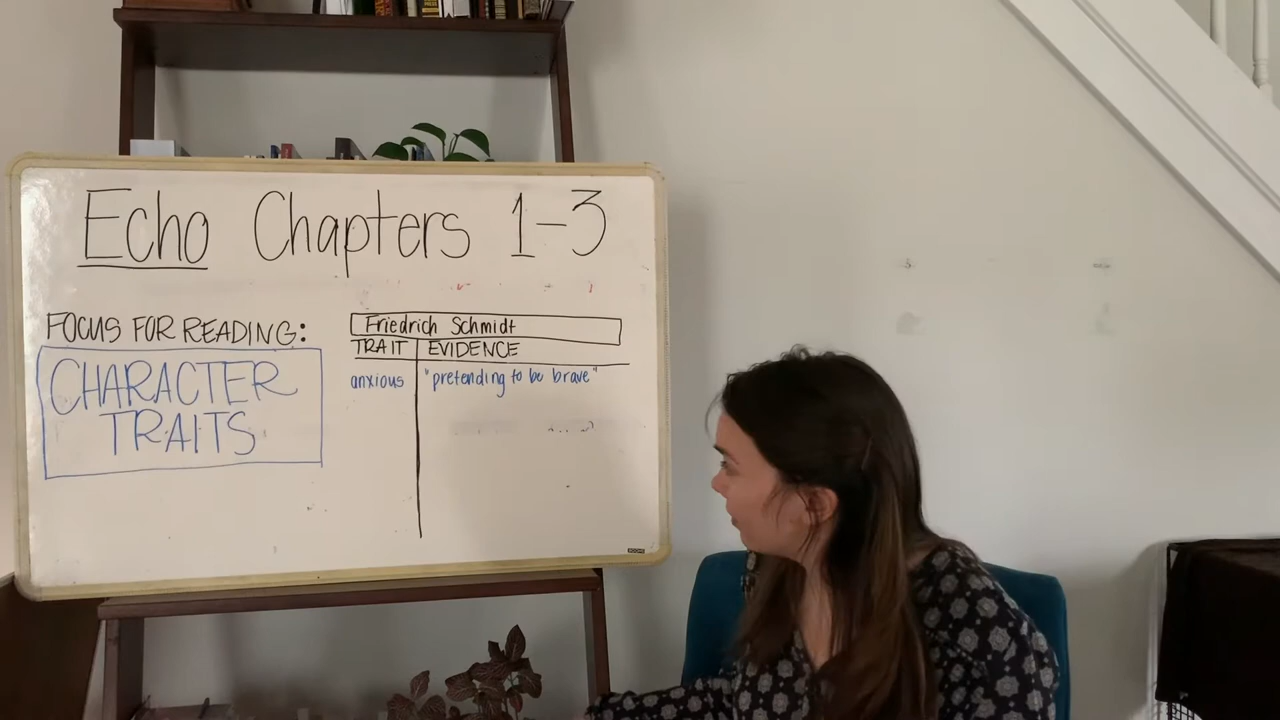 Echo Chapters 1-3
FOCUS FOR READING:
CHARACTER
TRAITS
Friedrich Schmidt
TRAIT EVIDENCE
anxious "pretending to be brave"